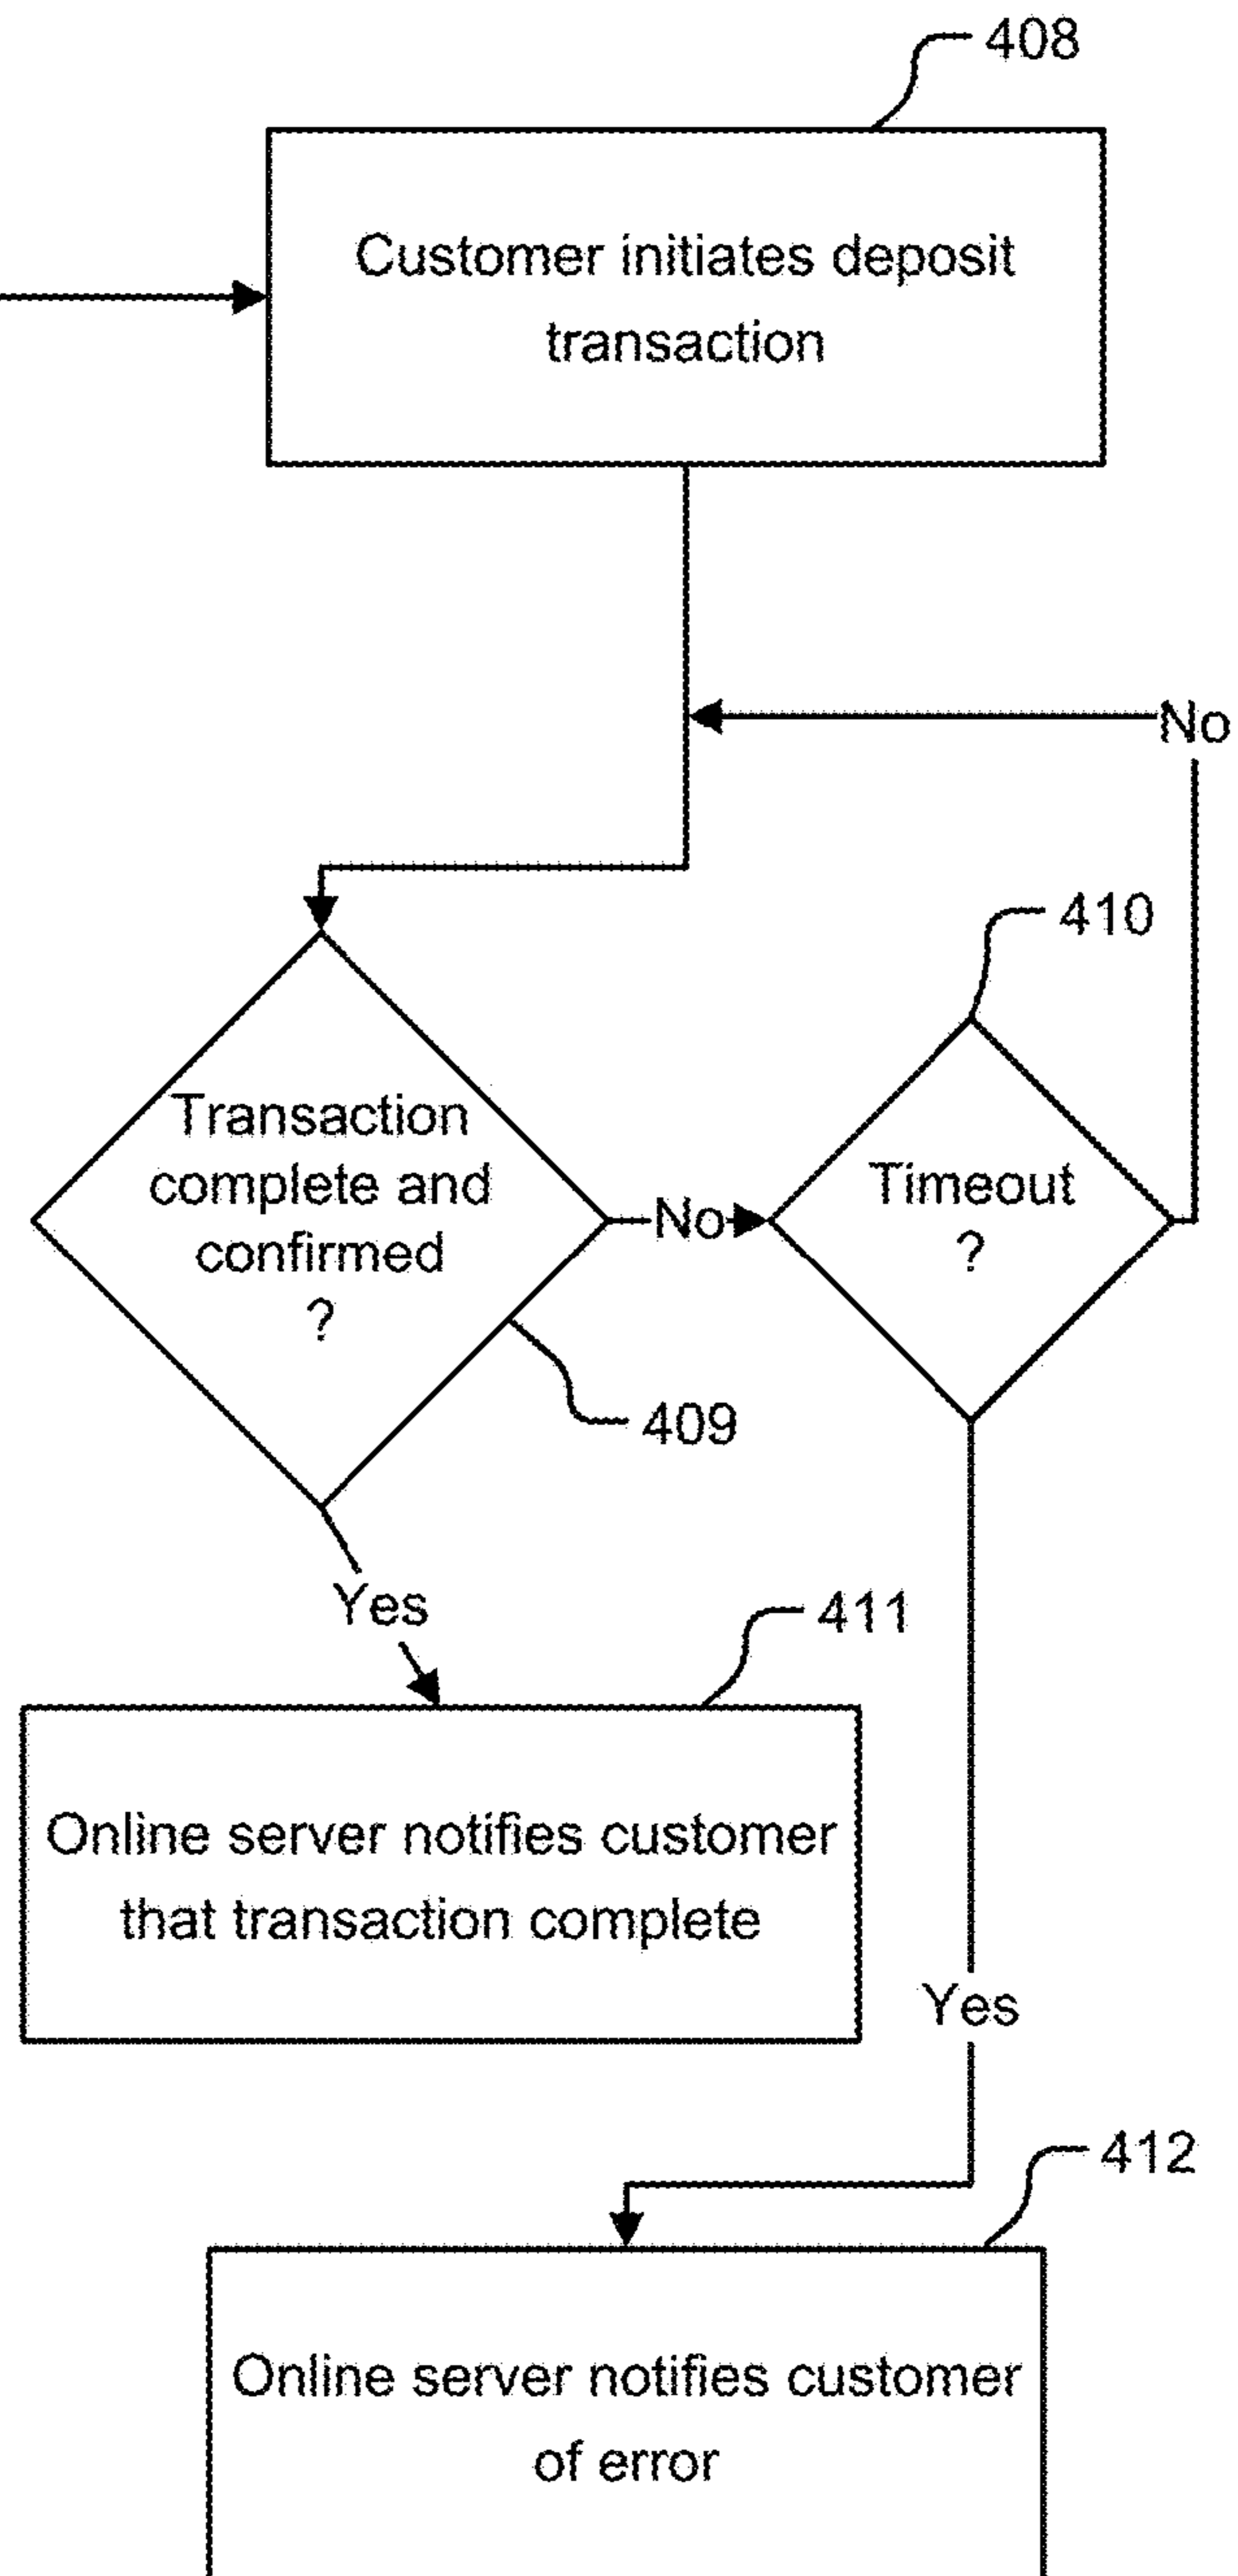 408
Customer initiates deposit
transaction
No
410
Transaction
complete and
confirmed
?
No
Timeout
?
409
Yes
411
Online server notifies customer
that transaction complete
Yes
412
Online server notifies customer
of error